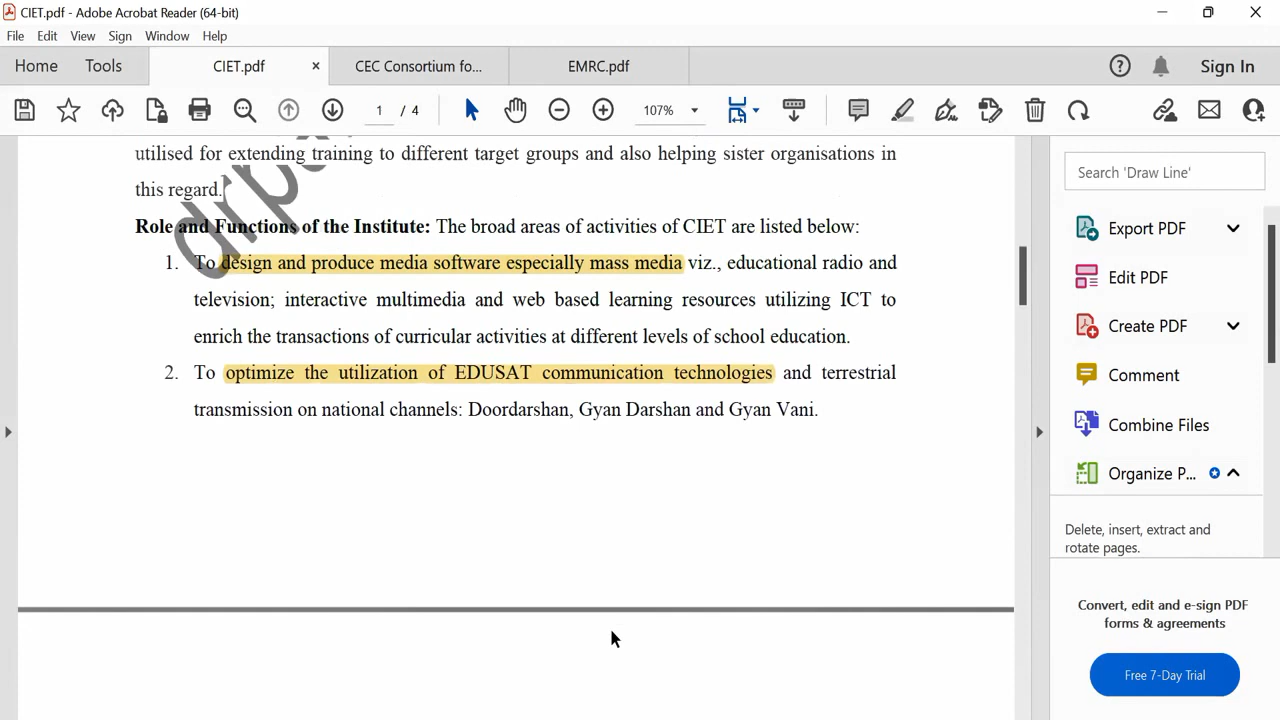 CIET.pdf - Adobe Acrobat Reader (64-bit)
File Edit View Sign Window Help
Home Tools CIET.pdf × CEC Consortium fo... EMRC.pdf Sign In
1 / 4 107%
utilised for extending training to different target groups and also helping sister organisations in
this regard.
Role and Functions of the Institute: The broad areas of activities of CIET are listed below:
1. To design and produce media software especially mass media viz., educational radio and
television; interactive multimedia and web based learning resources utilizing ICT to
enrich the transactions of curricular activities at different levels of school education.
2. To optimize the utilization of EDUSAT communication technologies and terrestrial
transmission on national channels: Doordarshan, Gyan Darshan and Gyan Vani.
Search 'Draw Line'
Export PDF
Edit PDF
Create PDF
Comment
Combine Files
Organize P...
Delete, insert, extract and
rotate pages.
Convert, edit and e-sign PDF
forms & agreements
Free 7-Day Trial